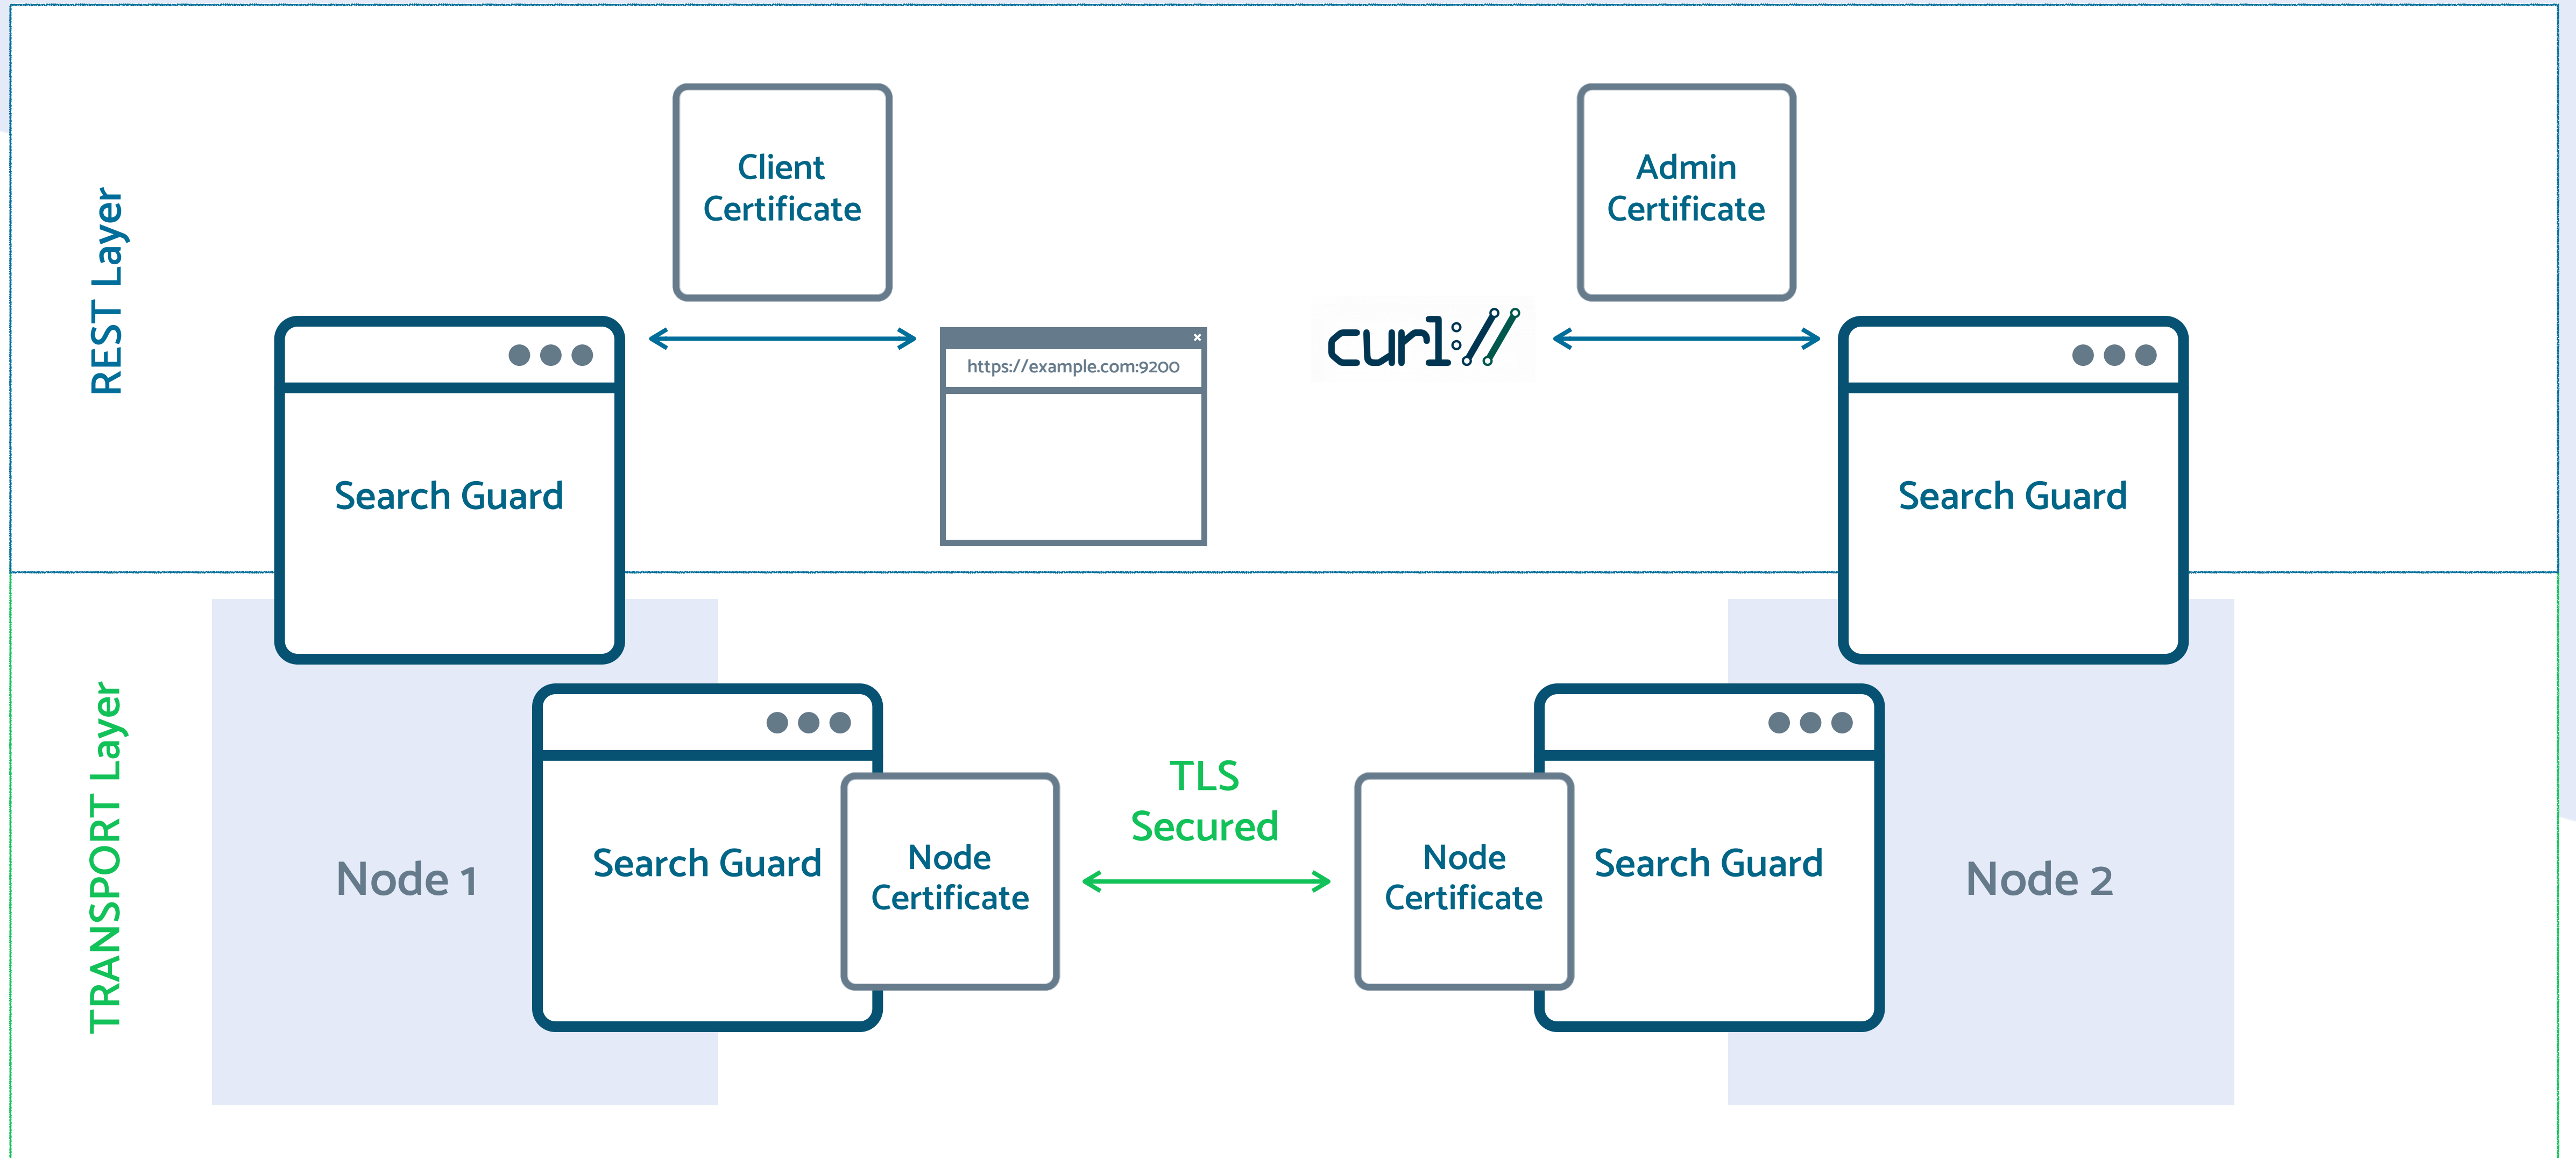 REST Layer
Client
Certificate
Admin
Certificate
https://example.com:9200
curl://
Search Guard
Search Guard
TRANSPORT Layer
Node 1
Search Guard
Node
Certificate
TLS
Secured
Node
Certificate
Search Guard
Node 2